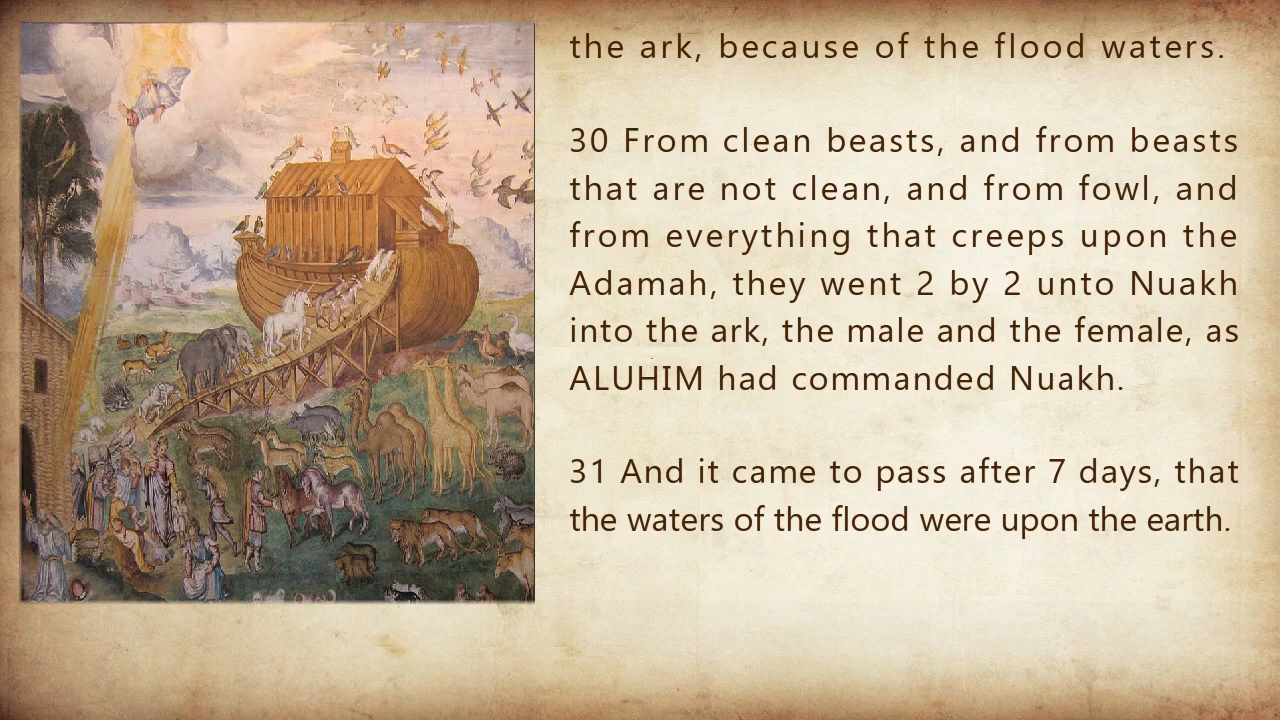 the ark, because of the flood waters.
30 From clean beasts, and from beasts
that are not clean, and from fowl, and
from everything that creeps upon the
Adamah, they went 2 by 2 unto Nuakh
into the ark, the male and the female, as
ALUHIM had commanded Nuakh.
31 And it came to pass after 7 days, that
the waters of the flood were upon the earth.